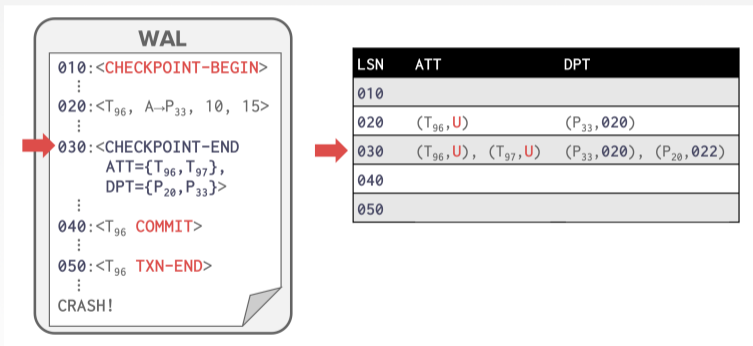 WAL
010:<CHECKPOINT-BEGIN>
⋮
020:<T₉₆, A→P₃₃, 10, 15>
⋮
030:<CHECKPOINT-END
ATT={T₉₆,T₉₇},
DPT={P₂₀,P₃₃}>
⋮
040:<T₉₆ COMMIT>
⋮
050:<T₉₆ TXN-END>
⋮
CRASH!
LSN ATT DPT
010
020 (T₉₆,U) (P₃₃,020)
030 (T₉₆,U), (T₉₇,U) (P₃₃,020), (P₂₀,022)
040
050